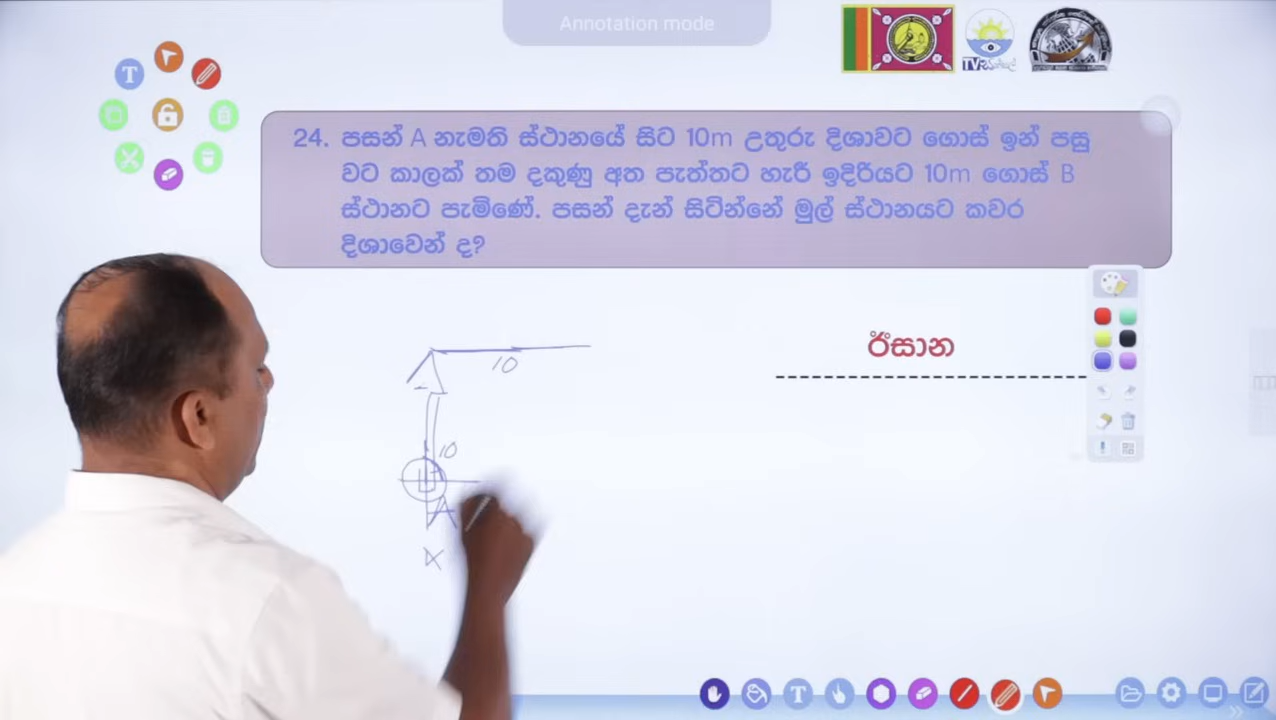 Annotation mode
TV
24. පසන් A නැමති ස්ථානයේ සිට 10m උතුරු දිශාවට ගොස් ඉන් පසු
වට කාලක් තම දකුණු අත පැත්තට හැරී ඉදිරියට 10m ගොස් B
ස්ථානට පැමිණේ. පසන් දැන් සිටින්නේ මුල් ස්ථානයට කවර
දිශාවෙන් ද?
ඊසාන
10
10
A